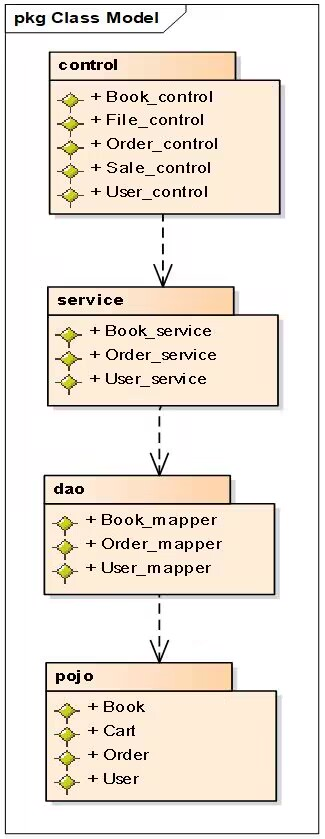 pkg Class Model
control
+ Book_control
+ File_control
+ Order_control
+ Sale_control
+ User_control
service
+ Book_service
+ Order_service
+ User_service
dao
+ Book_mapper
+ Order_mapper
+ User_mapper
pojo
+ Book
+ Cart
+ Order
+ User